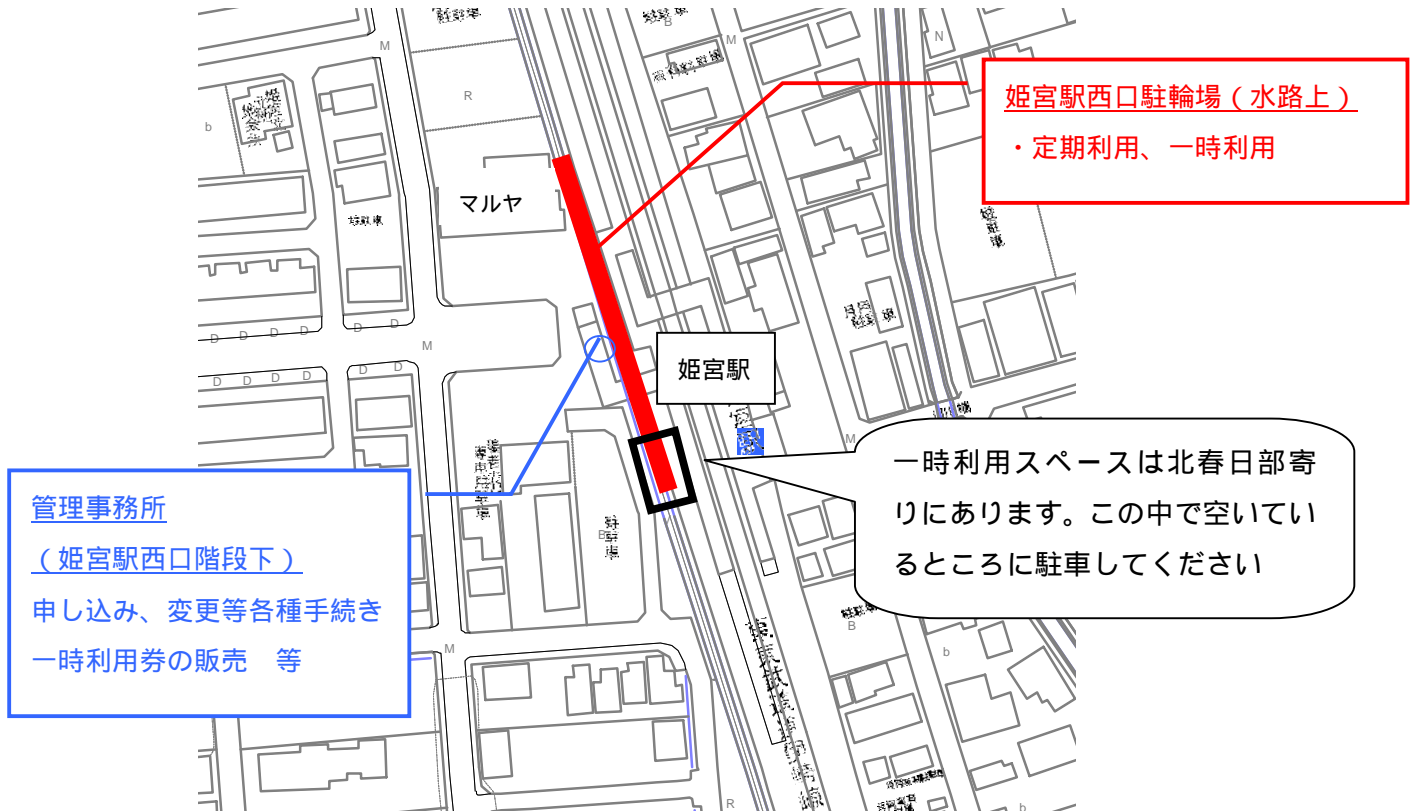 姫宮駅西口駐輪場（水路上）
・定期利用、一時利用
マルヤ
姫宮駅
一時利用スペースは北春日部寄
りにあります。この中で空いてい
るところに駐車してください
管理事務所
（姫宮駅西口階段下）
申し込み、変更等各種手続き
一時利用券の販売　等
M
B
M
N
R
b
D
D
D
D
D
D
M
D
D
D
D
D
D
M
B
B
M
b
R
b